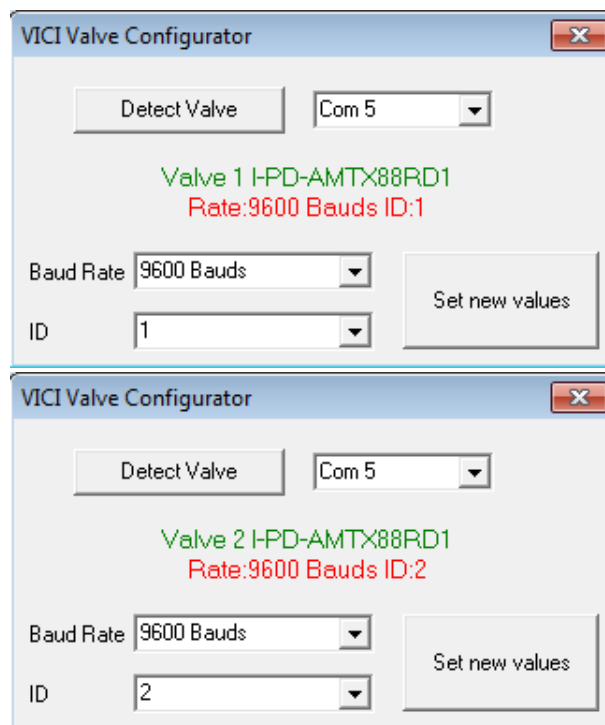 VICI Valve Configurator
Detect Valve Com 5
Valve 1 I-PD-AMTX88RD1
Rate:9600 Bauds ID:1
Baud Rate 9600 Bauds
Set new values
ID 1
VICI Valve Configurator
Detect Valve Com 5
Valve 2 I-PD-AMTX88RD1
Rate:9600 Bauds ID:2
Baud Rate 9600 Bauds
Set new values
ID 2